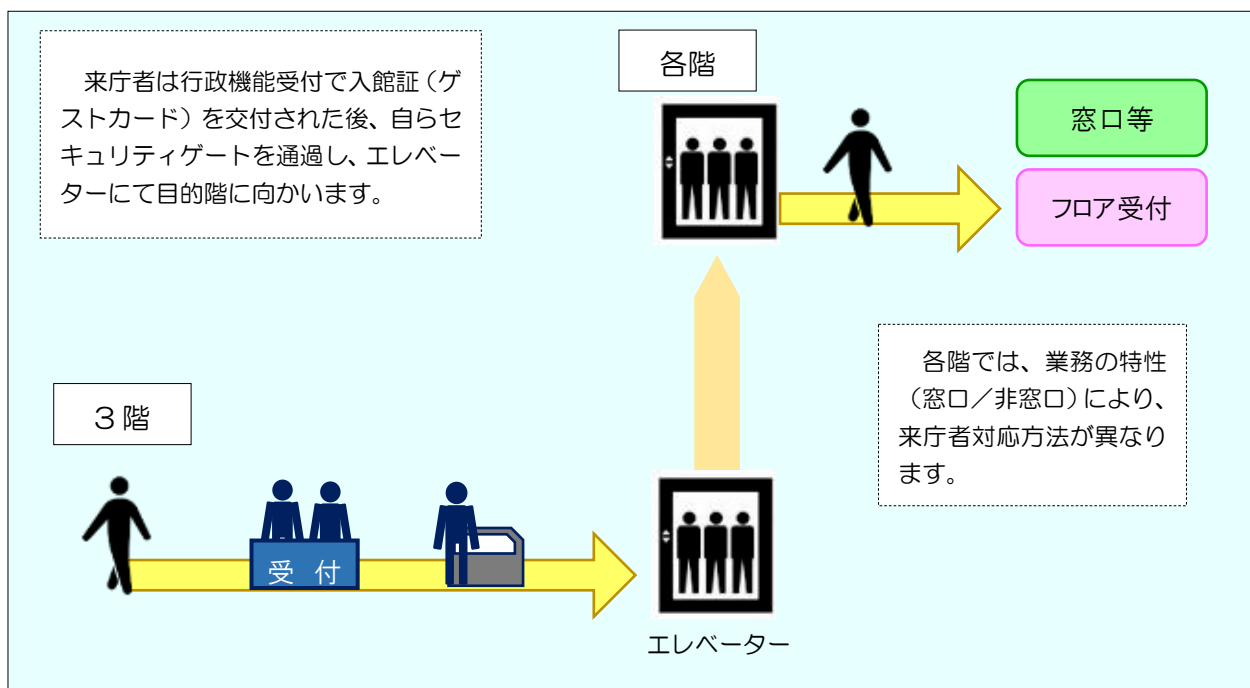 来庁者は行政機能受付で入館証（ゲ
ストカード）を交付された後、自らセ
キュリティゲートを通過し、エレベー
ターにて目的階に向かいます。
各階
窓口等
フロア受付
各階では、業務の特性
（窓口／非窓口）により、
来庁者対応方法が異なり
ます。
３階
受 付
エレベーター